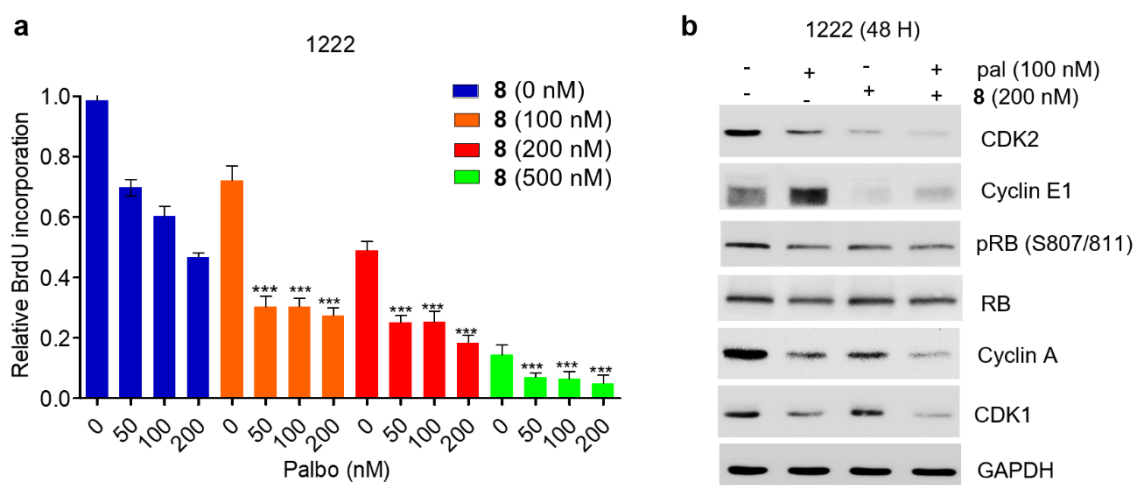 a
1222
Relative BrdU incorporation
1.0
0.8
0.6
0.4
0.2
0.0
8 (0 nM)
8 (100 nM)
8 (200 nM)
8 (500 nM)
*** *** *** *** *** *** *** *** ***
0 50 100 200 0 50 100 200 0 50 100 200 0 50 100 200
Palbo (nM)
b
1222 (48 H)
- + - + pal (100 nM)
- - + + 8 (200 nM)
CDK2
Cyclin E1
pRB (S807/811)
RB
Cyclin A
CDK1
GAPDH